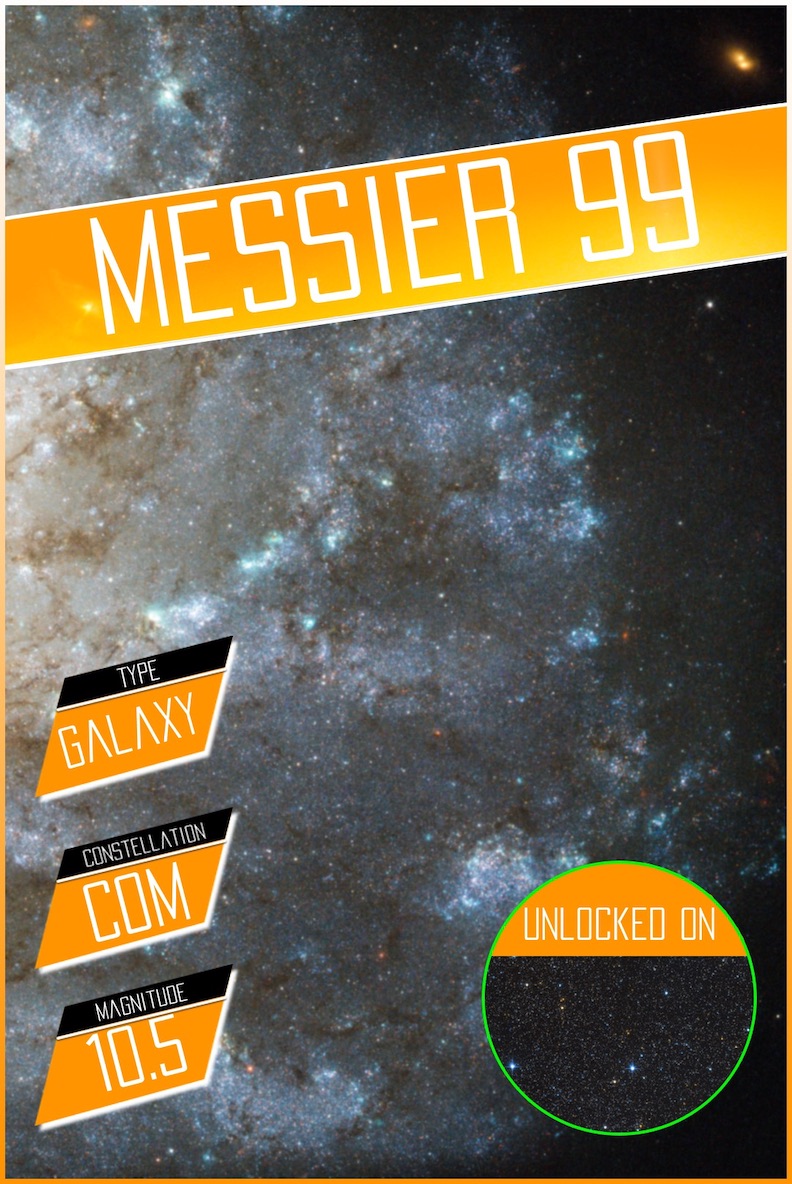 MESSIER 99
TYPE
GALAXY
CONSTELLATION
COM
MAGNITUDE
10.5
UNLOCKED ON